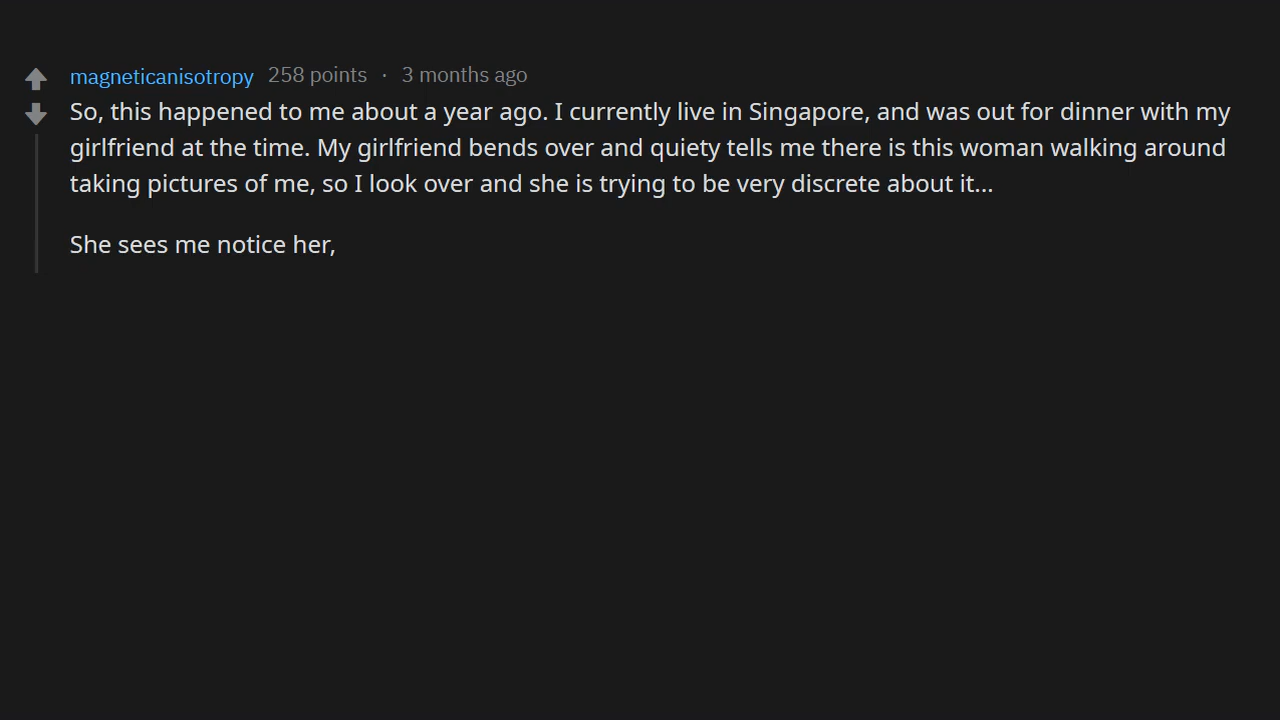 magneticanisotropy 258 points · 3 months ago
So, this happened to me about a year ago. I currently live in Singapore, and was out for dinner with my
girlfriend at the time. My girlfriend bends over and quiety tells me there is this woman walking around
taking pictures of me, so I look over and she is trying to be very discrete about it...
She sees me notice her,